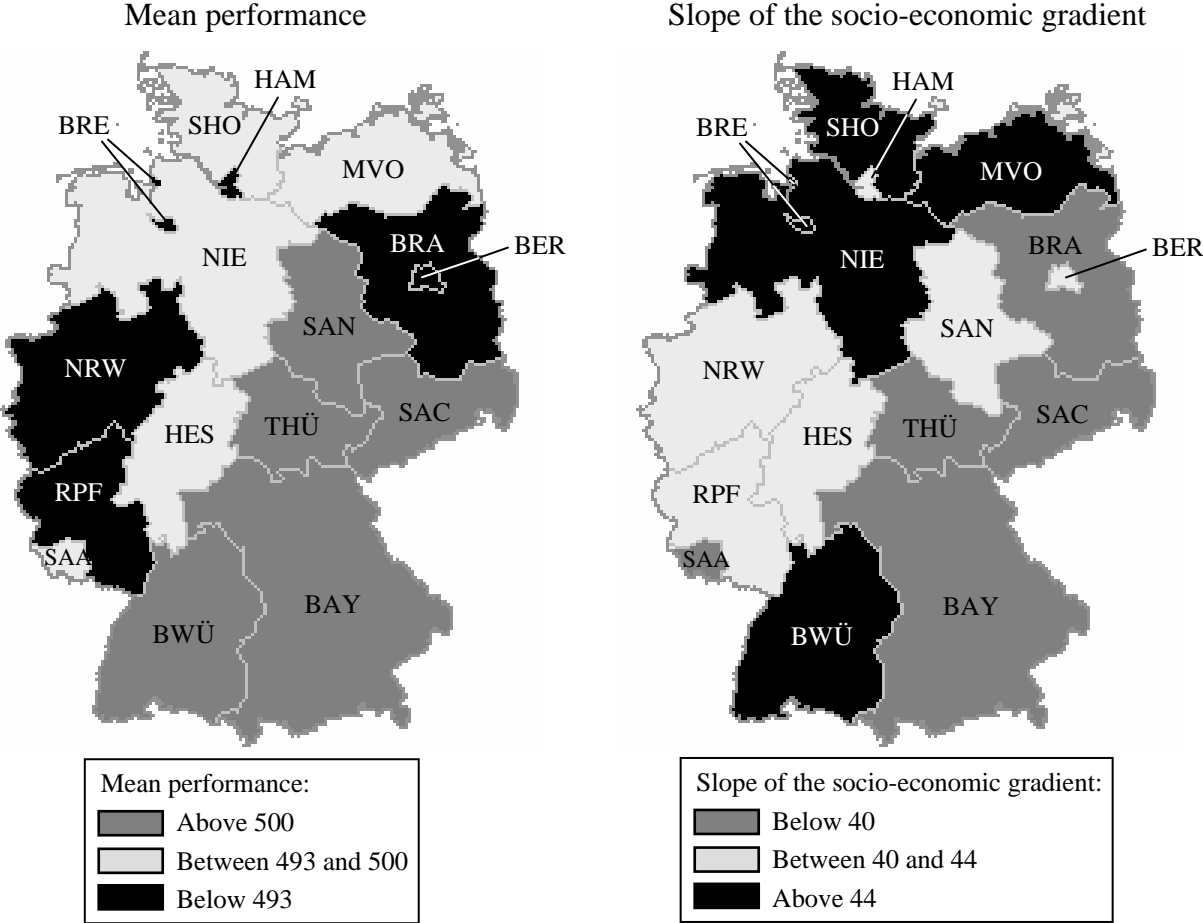 Mean performance
HAM
SHO
BRE
MVO
BRA
BER
NIE
SAN
NRW
SAC
THÜ
HES
RPF
SAA
BAY
BWÜ
Mean performance:
Above 500
Between 493 and 500
Below 493
Slope of the socio-economic gradient
HAM
BRE
SHO
MVO
BRA
BER
NIE
SAN
NRW
SAC
THÜ
HES
RPF
SAA
BAY
BWÜ
Slope of the socio-economic gradient:
Below 40
Between 40 and 44
Above 44